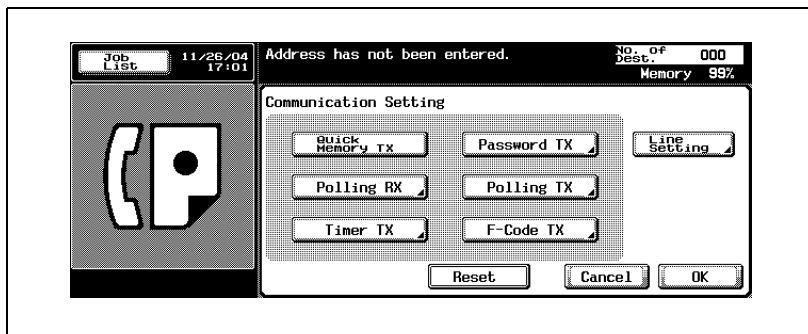 Job List
11/26/04
17:01
Address has not been entered.
No. of Dest. 000
Memory 99%
Communication Setting
Quick Memory TX
Password TX
Line Setting
Polling RX
Polling TX
Timer TX
F-Code TX
Reset
Cancel
OK